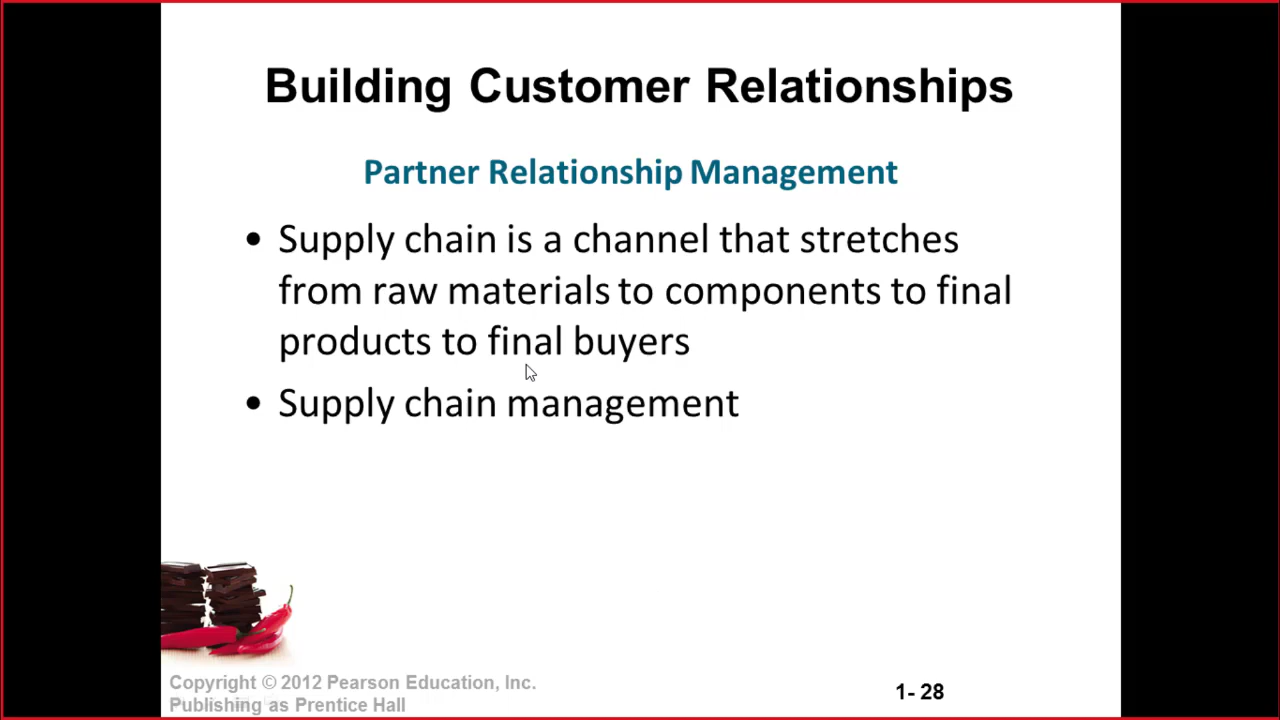 Building Customer Relationships
Partner Relationship Management
• Supply chain is a channel that stretches
from raw materials to components to final
products to final buyers
• Supply chain management
Copyright © 2012 Pearson Education, Inc.
Publishing as Prentice Hall
1- 28